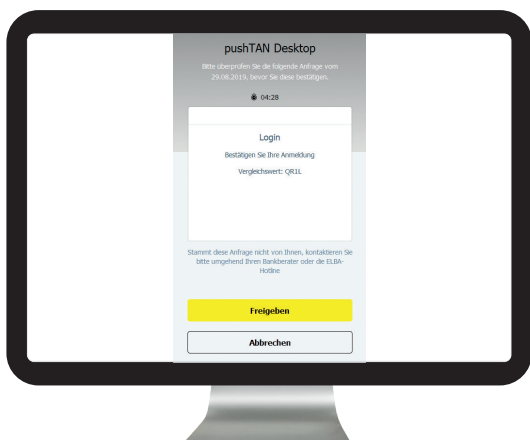 pushTAN Desktop
Bitte überprüfen Sie die folgende Anfrage vom
29.08.2019, bevor Sie diese bestätigen.
04:28
Login
Bestätigen Sie Ihre Anmeldung
Vergleichswert: QR1L
Stammt diese Anfrage nicht von Ihnen, kontaktieren Sie
bitte umgehend Ihren Bankberater oder die ELBA-
Hotline
Freigeben
Abbrechen